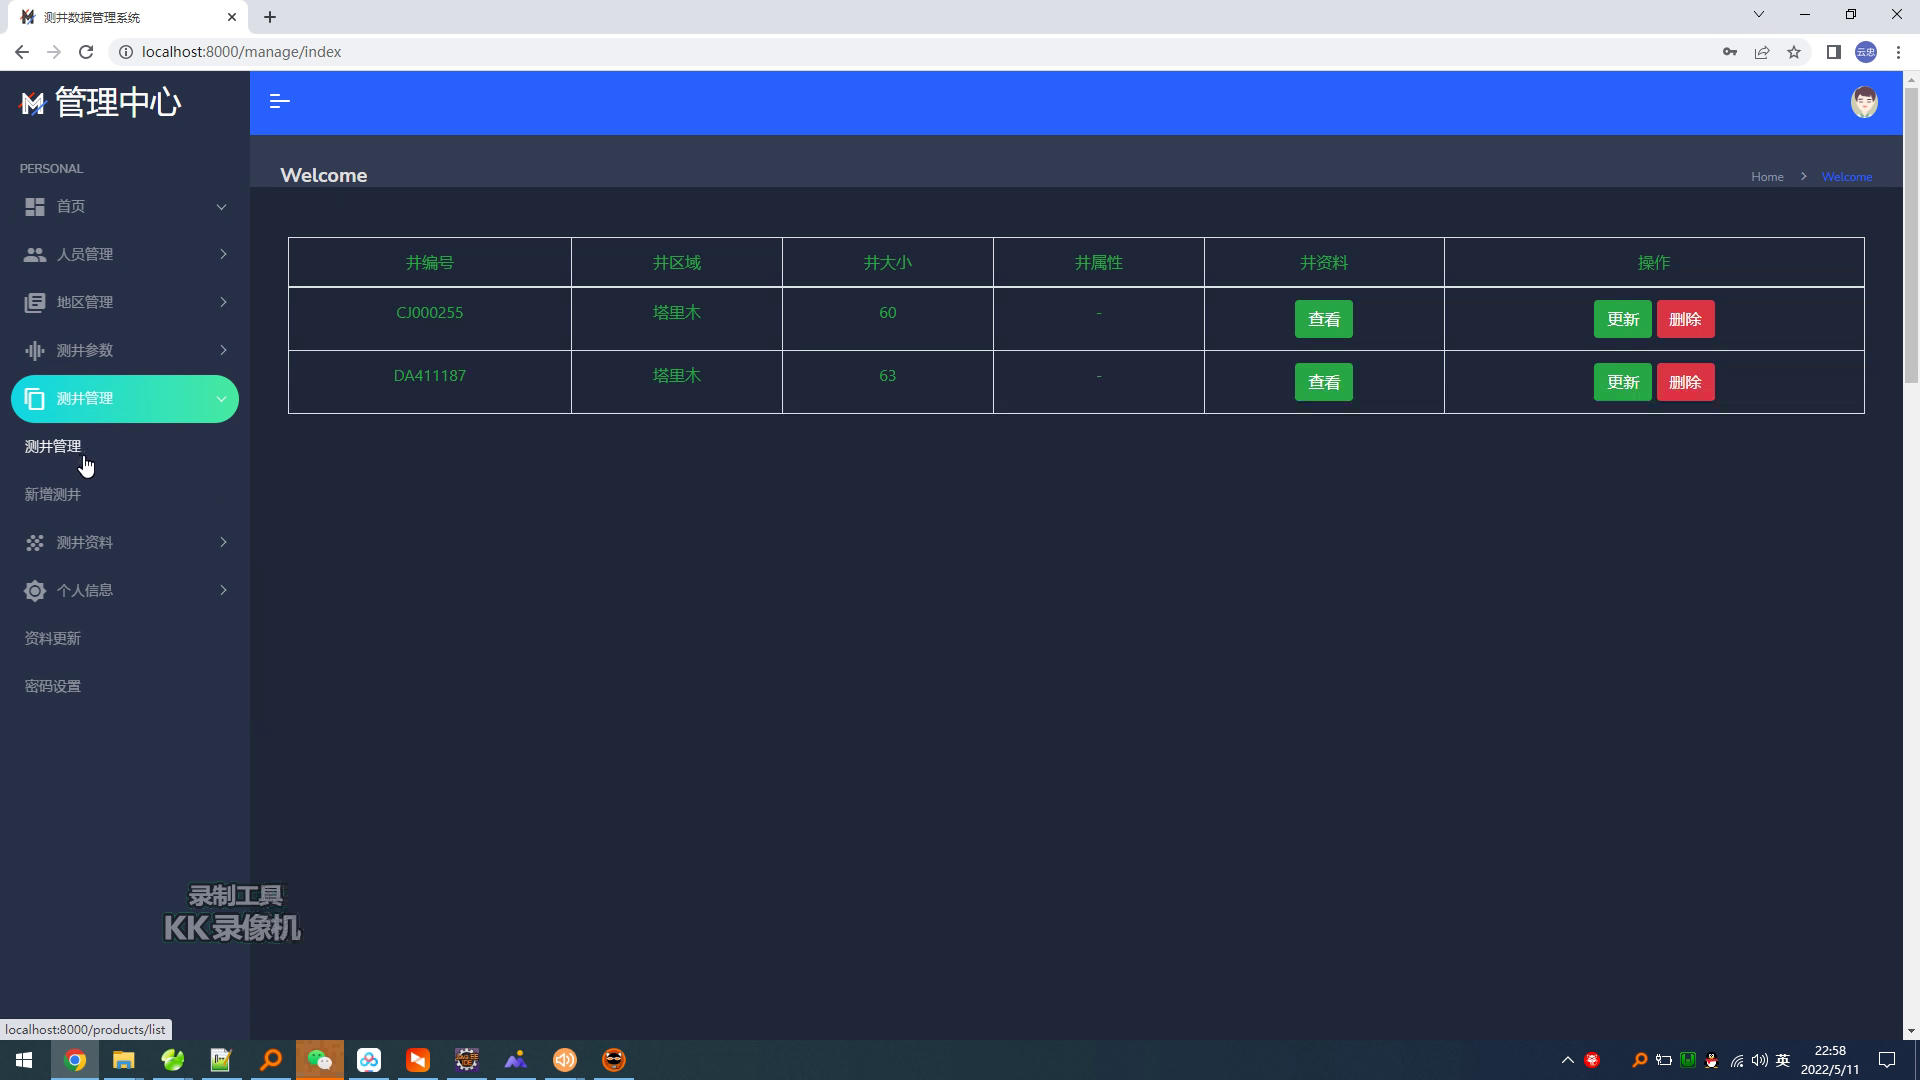 测井数据管理系统
localhost:8000/manage/index
云忠
管理中心
PERSONAL
首页
人员管理
地区管理
测井参数
测井管理
测井管理
新增测井
测井资料
个人信息
资料更新
密码设置
Welcome
Home > Welcome
井编号 井区域 井大小 井属性 井资料 操作
CJ000255 塔里木 60 - 查看 更新 删除
DA411187 塔里木 63 - 查看 更新 删除
录制工具
KK录像机
localhost:8000/products/list
英
22:58
2022/5/11